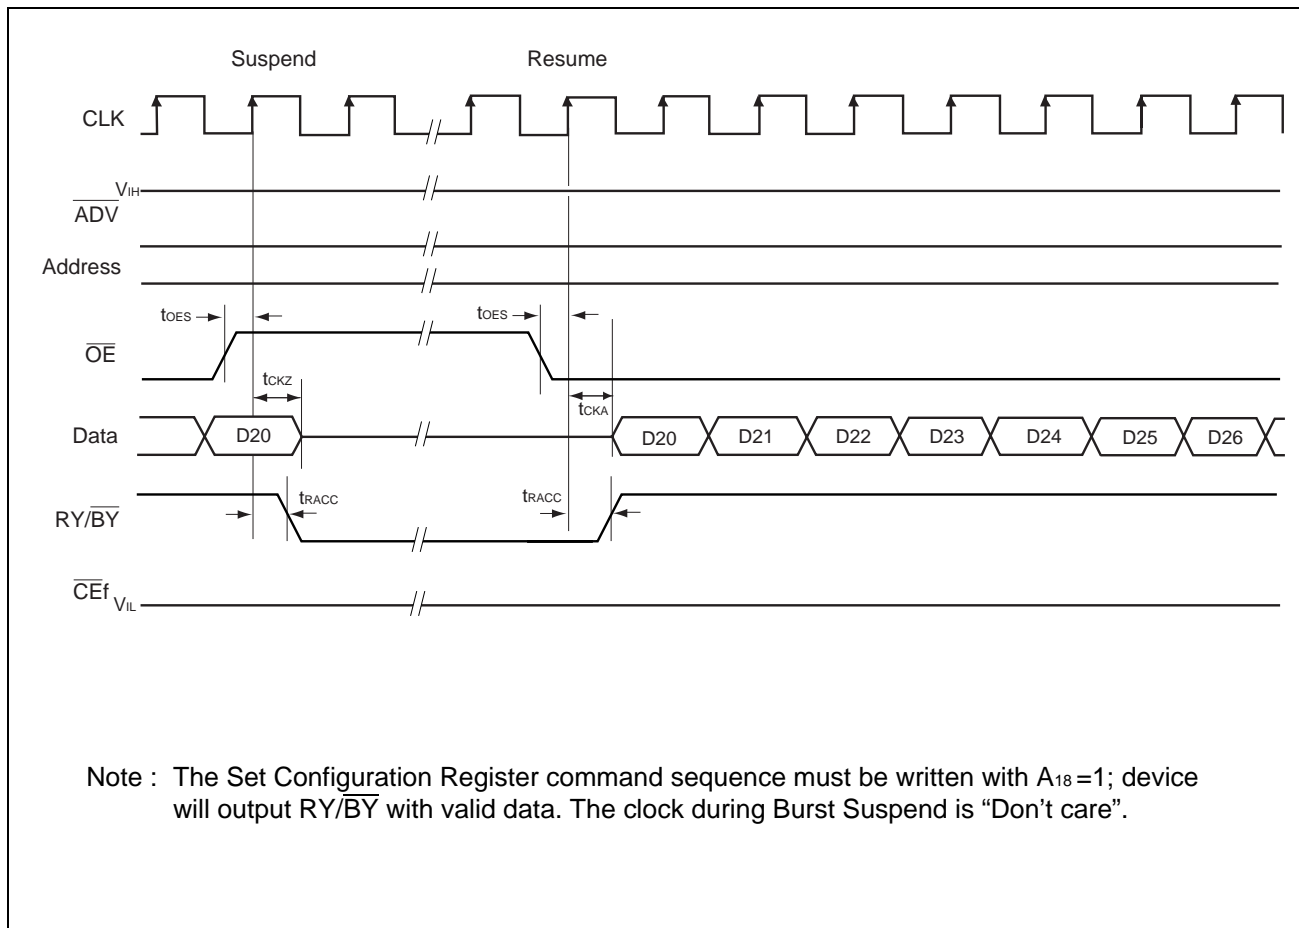 Suspend Resume
CLK
VIH
ADV
Address
tOES tOES
OE
tCKZ
tCKA
Data D20 D20 D21 D22 D23 D24 D25 D26
tRACC tRACC
RY/BY
CEf VIL
Note : The Set Configuration Register command sequence must be written with A18 =1; device
will output RY/BY with valid data. The clock during Burst Suspend is “Don’t care”.